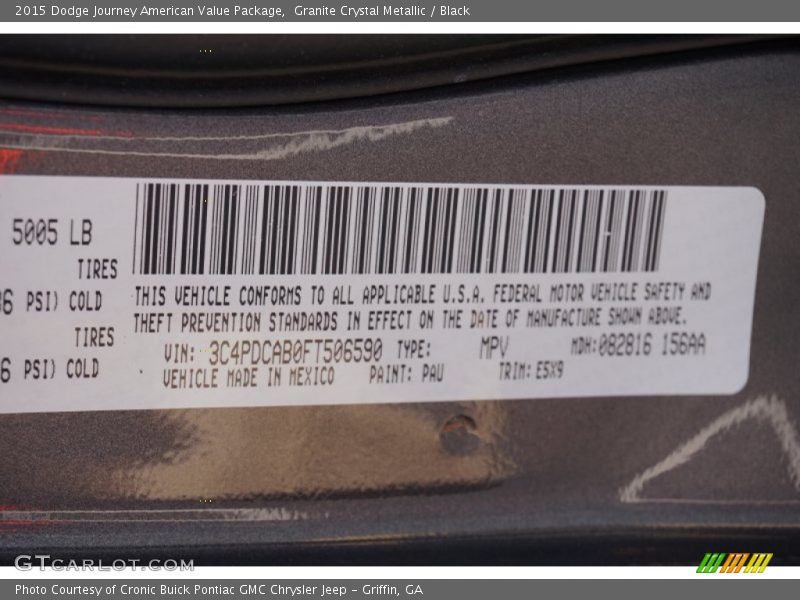 2015 Dodge Journey American Value Package,  Granite Crystal Metallic / Black
5005 LB
TIRES
PSI) COLD
TIRES
PSI) COLD
THIS VEHICLE CONFORMS TO ALL APPLICABLE U.S.A. FEDERAL MOTOR VEHICLE SAFETY AND
THEFT PREVENTION STANDARDS IN EFFECT ON THE DATE OF MANUFACTURE SHOWN ABOVE.
VIN: 3C4PDCAB0FT506590 TYPE: MPV MDH:082816 156AA
VEHICLE MADE IN MEXICO PAINT: PAU TRIM: E5X9
GTCARLOT.COM
Photo Courtesy of Cronic Buick Pontiac GMC Chrysler Jeep - Griffin, GA